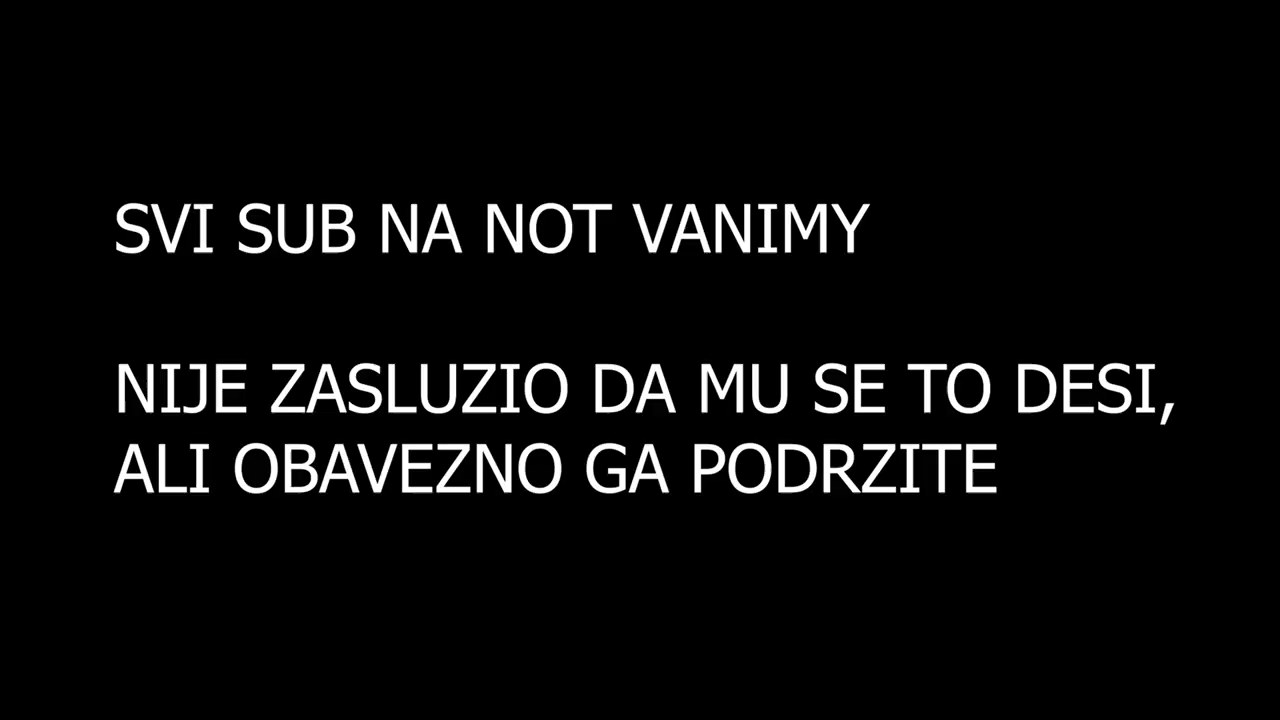 SVI SUB NA NOT VANIMY
NIJE ZASLUZIO DA MU SE TO DESI,
ALI OBAVEZNO GA PODRZITE